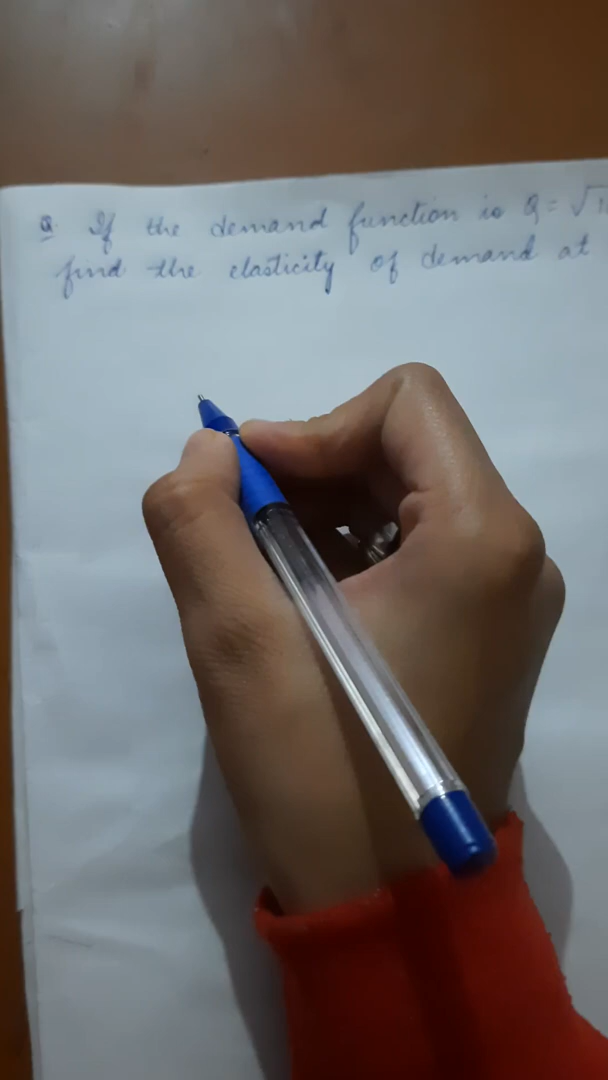 Q. If the demand function is Q = √
find the elasticity of demand at